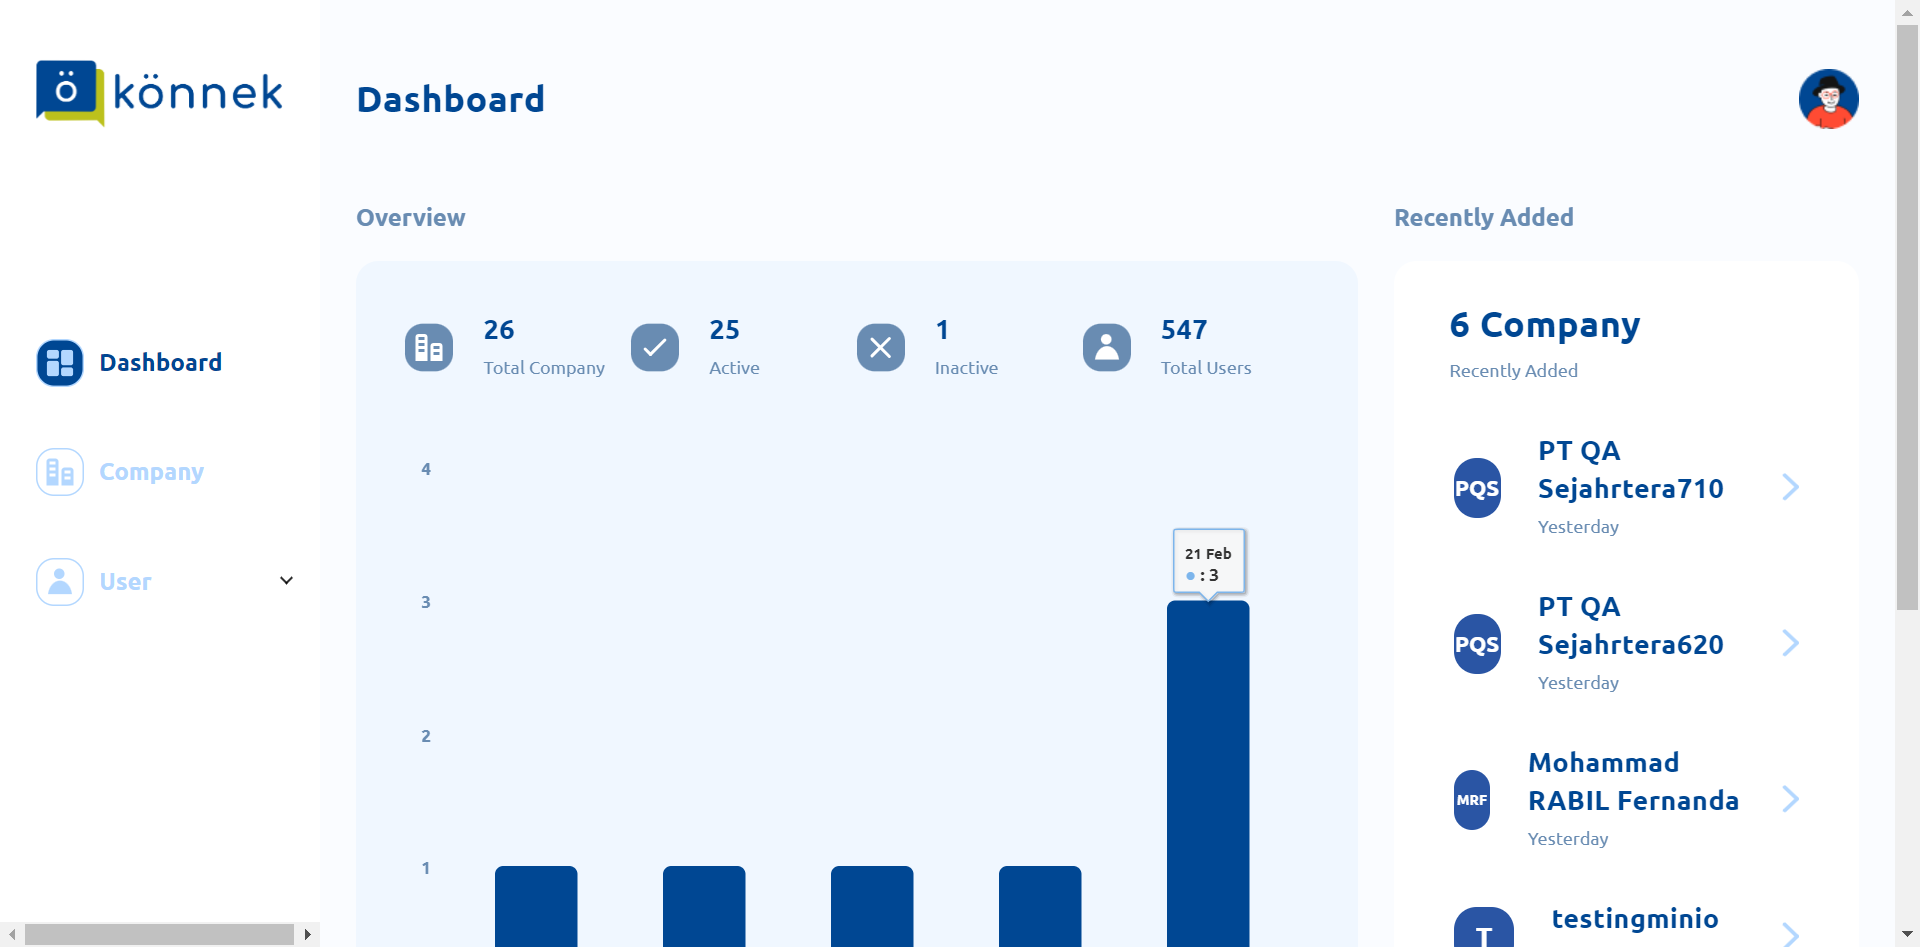 ö könnek
Dashboard
Company
User
Dashboard
Overview
26
Total Company
25
Active
1
Inactive
547
Total Users
4
3
2
1
21 Feb
: 3
Recently Added
6 Company
Recently Added
PQS
PT QA
Sejahrtera710
Yesterday
PQS
PT QA
Sejahrtera620
Yesterday
MRF
Mohammad
RABIL Fernanda
Yesterday
T
testingminio